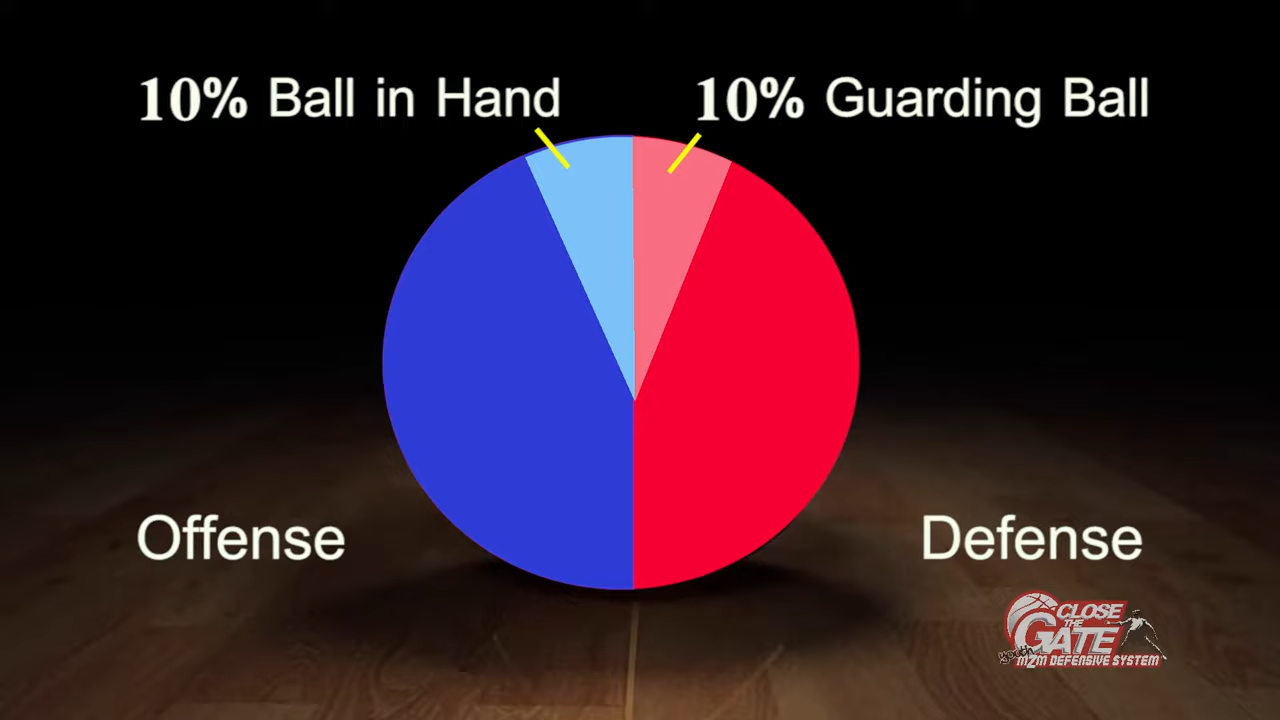 10% Ball in Hand
10% Guarding Ball
Offense
Defense
CLOSE
THE
GATE
youth
M2M DEFENSIVE SYSTEM